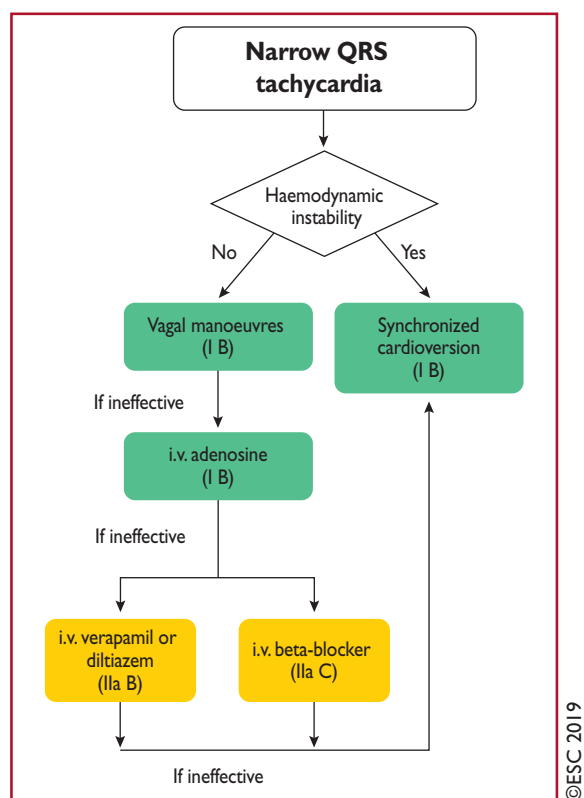 Narrow QRS
tachycardia
Haemodynamic
instability
No
Yes
Vagal manoeuvres
(I B)
Synchronized
cardioversion
(I B)
If ineffective
i.v. adenosine
(I B)
If ineffective
i.v. verapamil or
diltiazem
(IIa B)
i.v. beta-blocker
(IIa C)
If ineffective
©ESC 2019